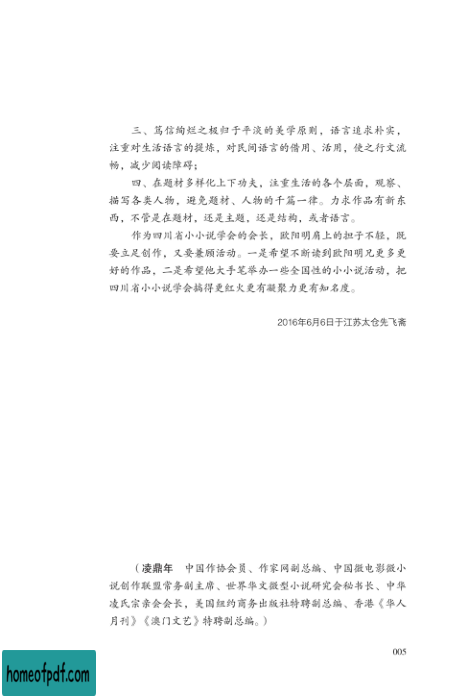 三、笃信绚烂之极归于平淡的美学原则，语言追求朴实，
注重对生活语言的提炼，对民间语言的借用、活用，使之行文流
畅，减少阅读障碍；
四、在题材多样化上下功夫，注重生活的各个层面，观察、
描写各类人物，避免题材、人物的千篇一律。力求作品有新东
西，不管是在题材，还是主题，还是结构，或者语言。
作为四川省小小说学会的会长，欧阳明肩上的担子不轻，既
要立足创作，又要兼顾活动。一是希望不断读到欧阳明兄更多更
好的作品，二是希望他大手笔举办一些全国性的小小说活动，把
四川省小小说学会搞得更红火更有凝聚力更有知名度。
2016年6月6日于江苏太仓先飞斋
（凌鼎年　中国作协会员、作家网副总编、中国微电影微小
说创作联盟常务副主席、世界华文微型小说研究会秘书长、中华
凌氏宗亲会会长，美国纽约商务出版社特聘副总编、香港《华人
月刊》《澳门文艺》特聘副总编。）
005
homeofpdf.com